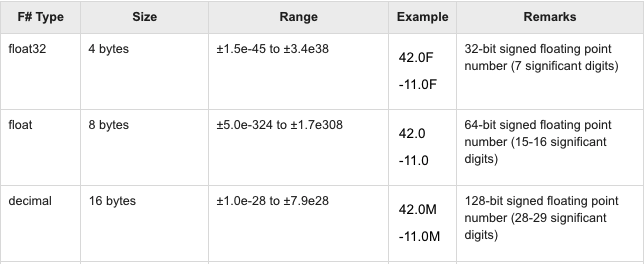 F# Type Size Range Example Remarks
float32 4 bytes ±1.5e-45 to ±3.4e38 42.0F 32-bit signed floating point
-11.0F number (7 significant digits)
float 8 bytes ±5.0e-324 to ±1.7e308 42.0 64-bit signed floating point
-11.0 number (15-16 significant
digits)
decimal 16 bytes ±1.0e-28 to ±7.9e28 42.0M 128-bit signed floating point
-11.0M number (28-29 significant
digits)